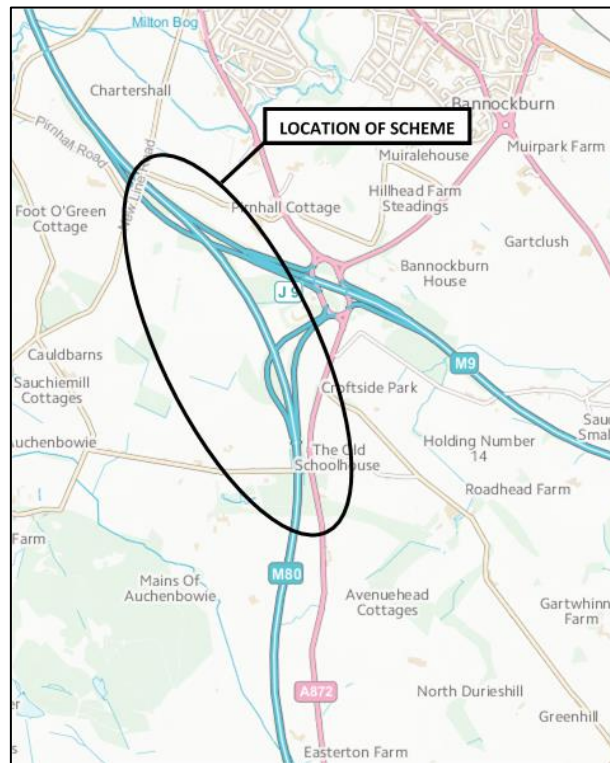 Milton Bog
Chartershall
Bannockburn
LOCATION OF SCHEME
Pirnhall Road
New Line Road
Muiralehouse
Muirpark Farm
Pirnhall Cottage
Hillhead Farm
Steadings
Foot O'Green
Cottage
Gartclush
Bannockburn
House
J 9
M9
Cauldbarns
Sauchiemill
Cottages
Croftside Park
Auchenbowie
The Old
Schoolhouse
Holding Number
14
Roadhead Farm
Farm
M80
Mains Of
Auchenbowie
Avenuehead
Cottages
Farm
A872
North Durieshill
Greenhill
Easterton Farm